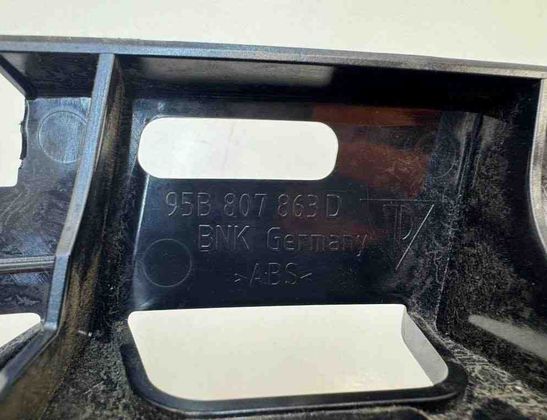 95B 807 863 D
BNK Germany
>ABS<